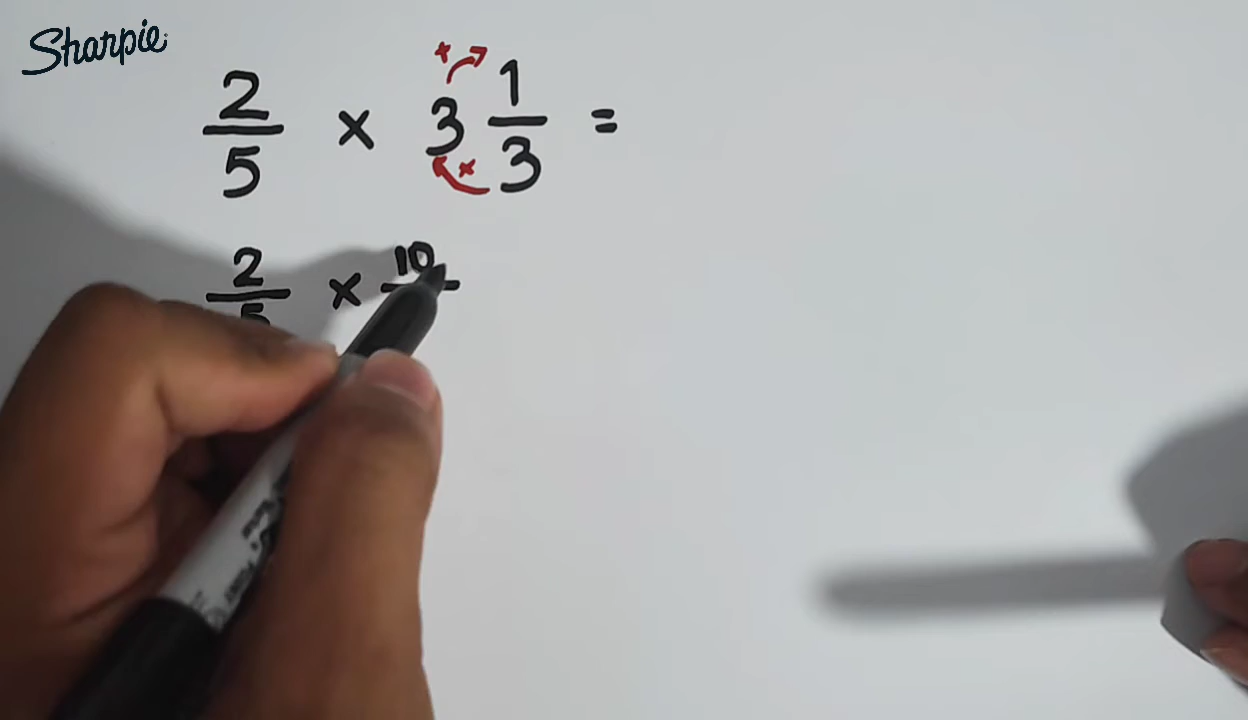 Sharpie
2/5 × 3 1/3 =
+
×
2/5 × 10